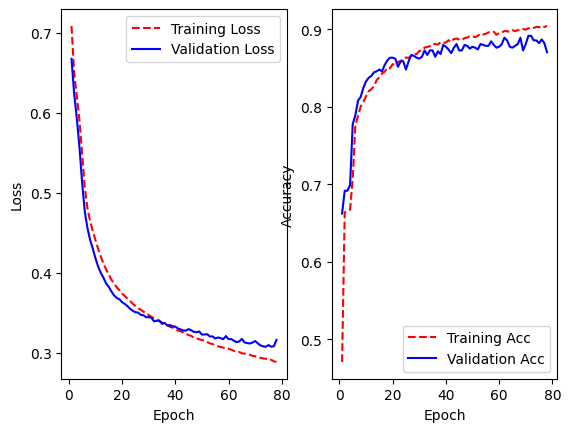 0.7
0.6
0.5
0.4
0.3
0 20 40 60 80
Loss
Epoch
Training Loss
Validation Loss
0.9
0.8
0.7
0.6
0.5
0 20 40 60 80
Accuracy
Epoch
Training Acc
Validation Acc